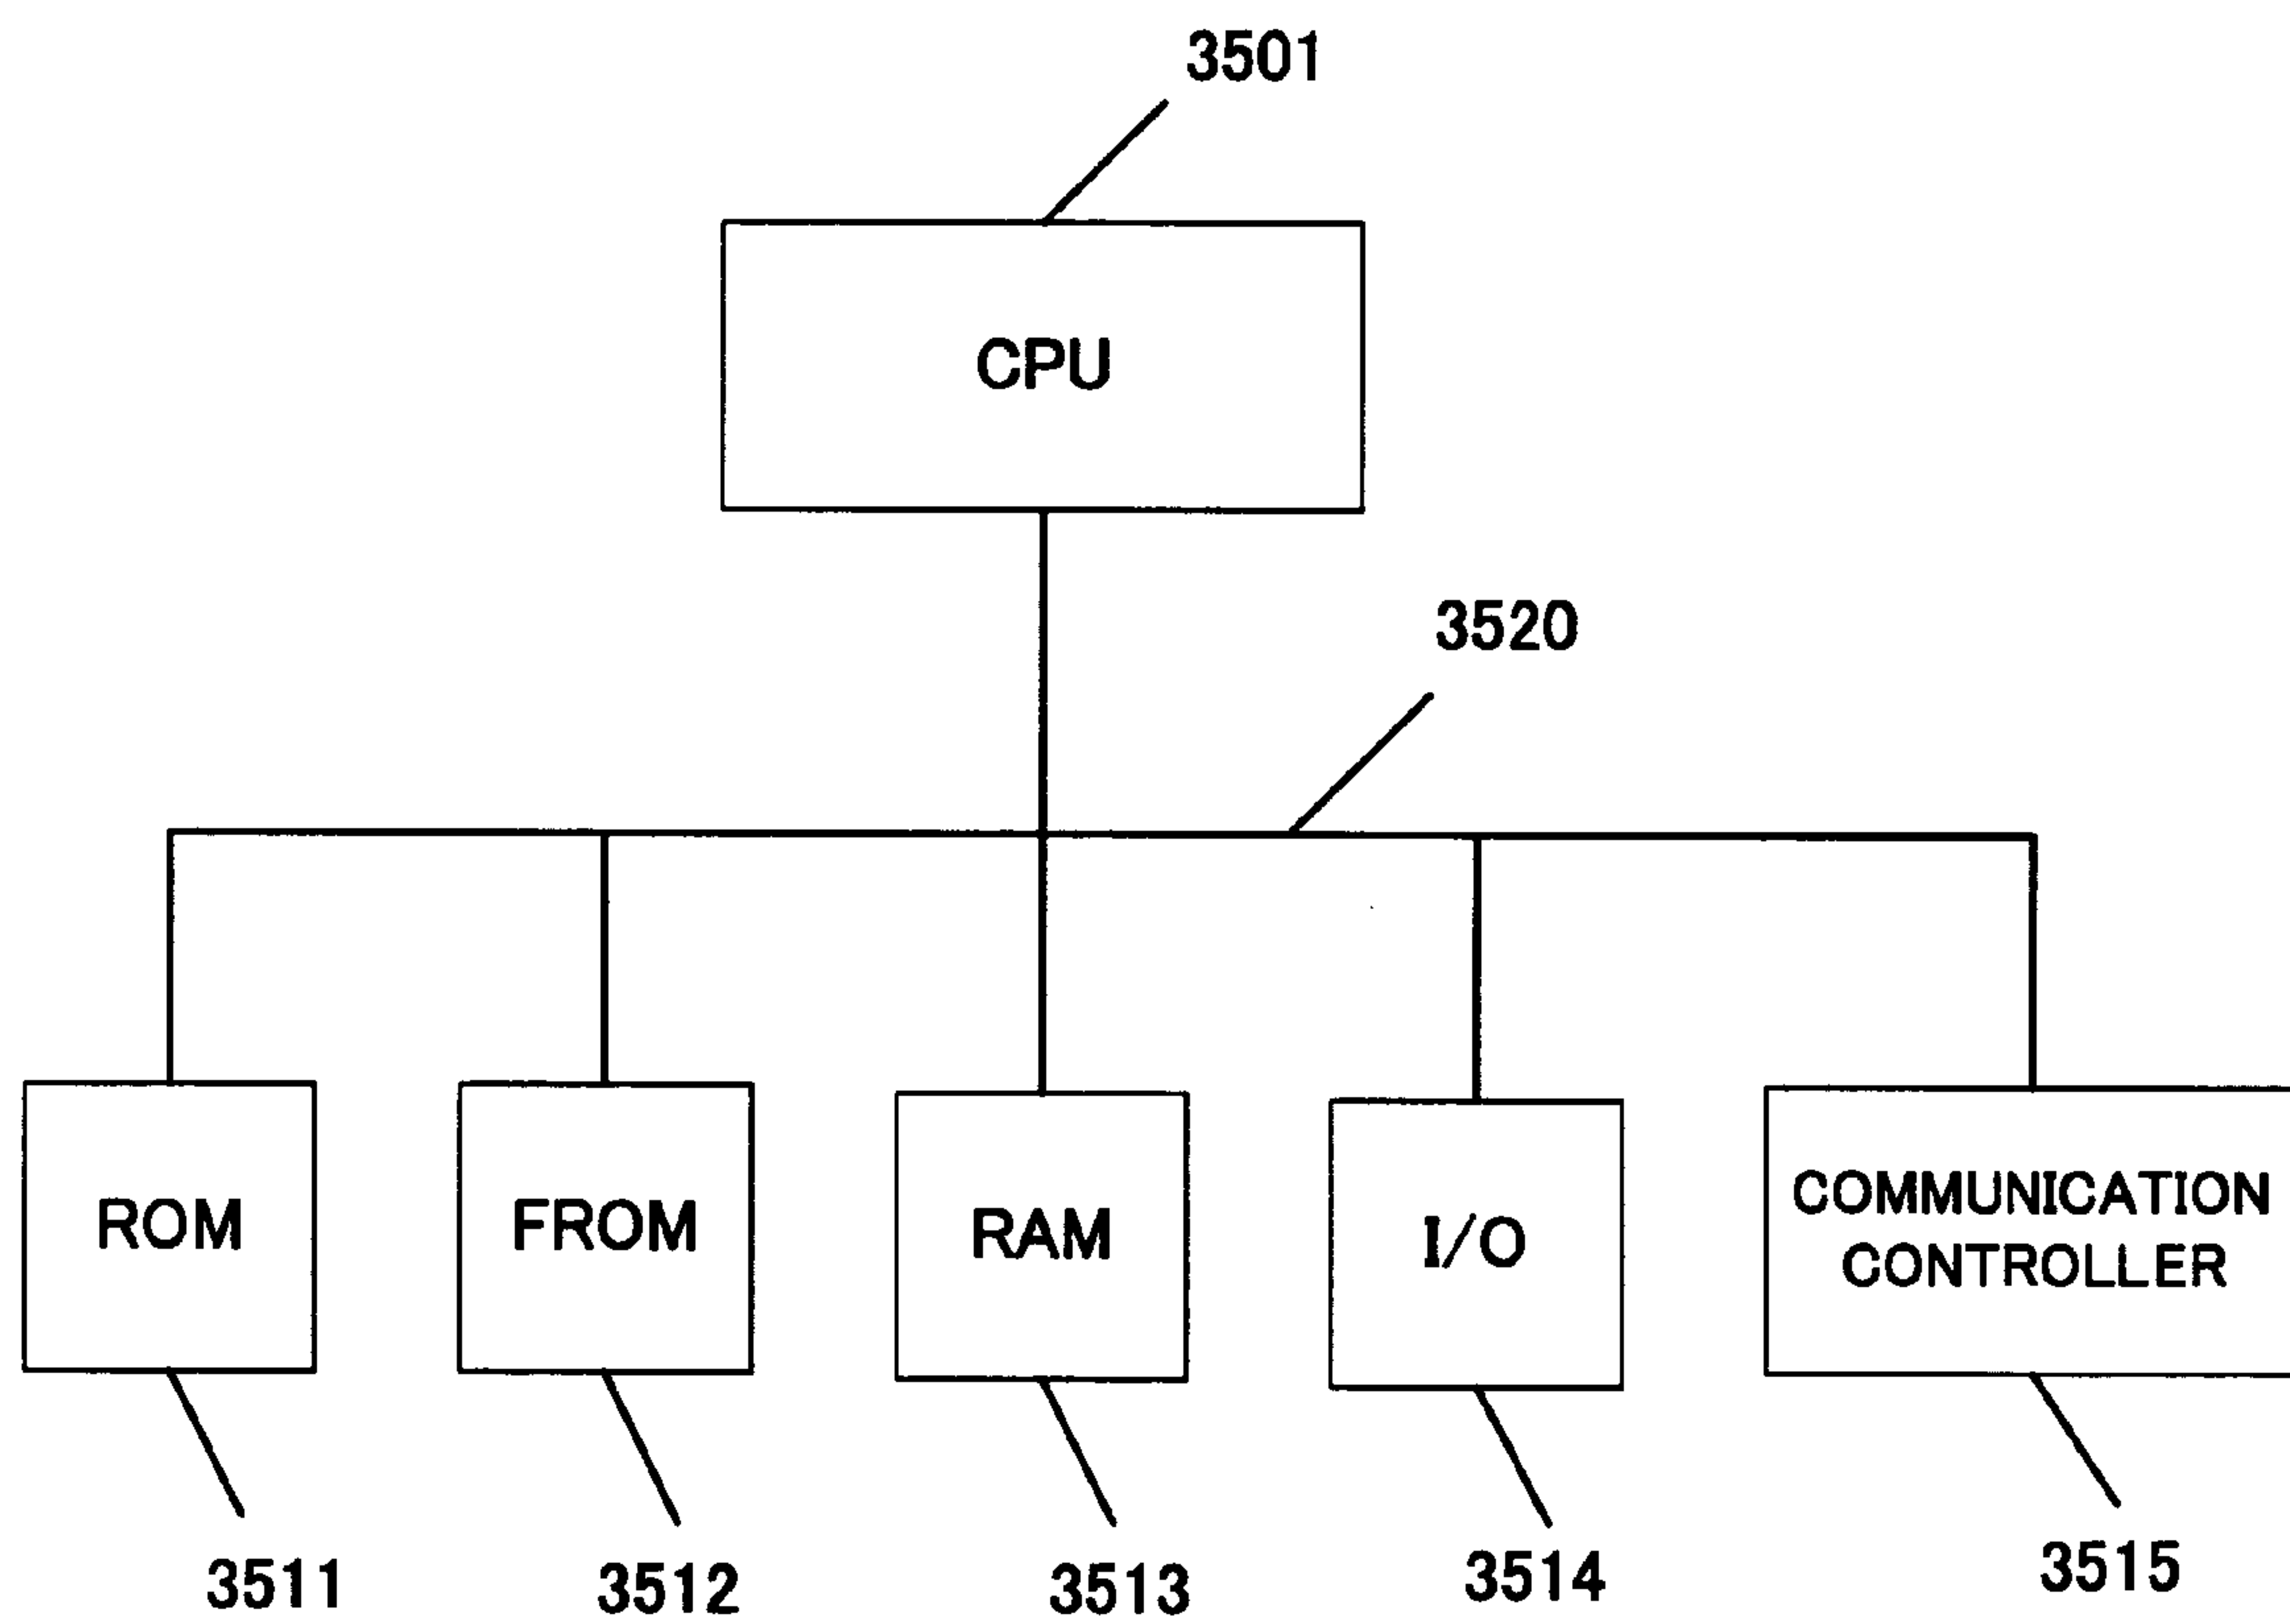 3501
CPU
3520
ROM
FROM
RAM
I/O
COMMUNICATION
CONTROLLER
3511
3512
3513
3514
3515